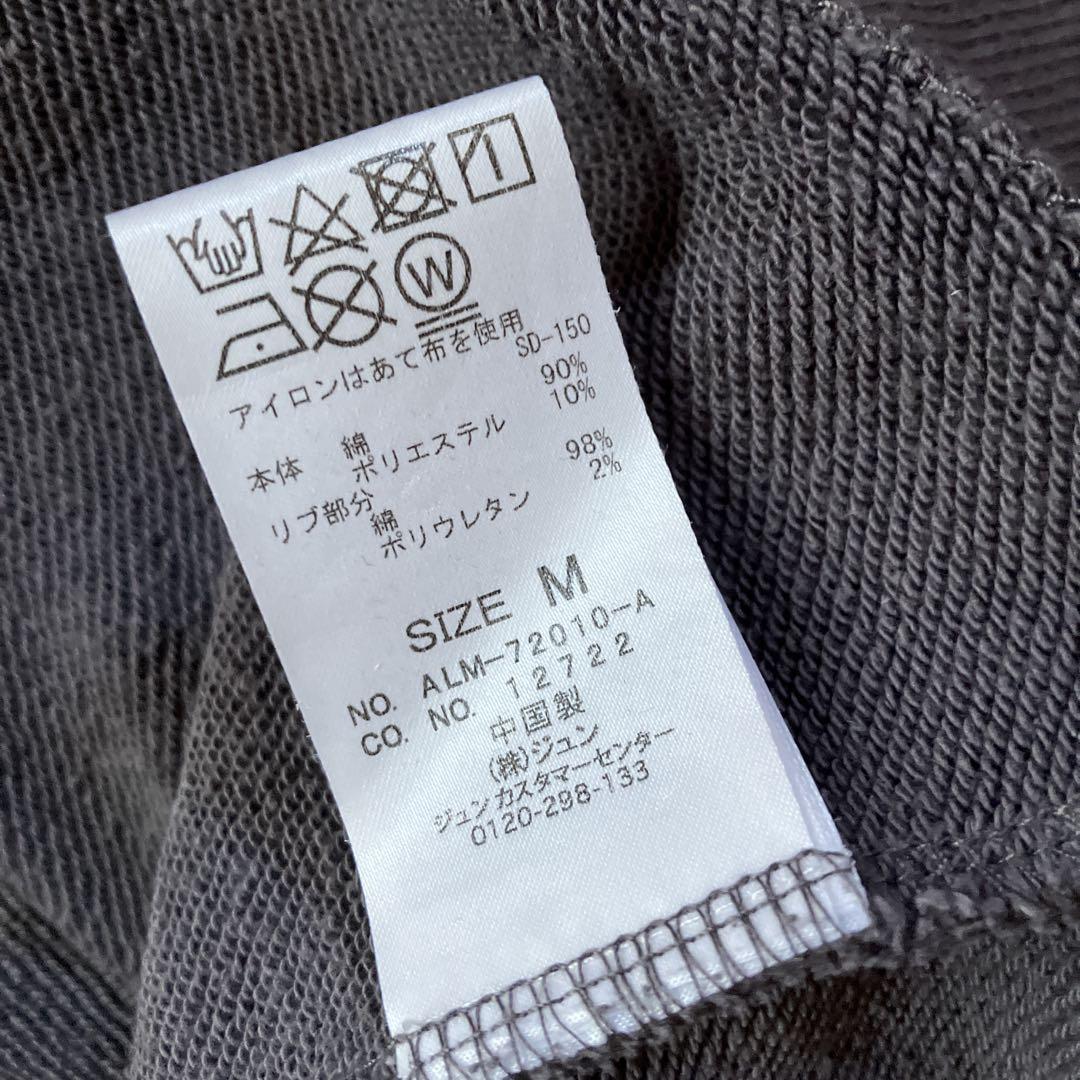 W
アイロンはあて布を使用
SD-150
本体 綿 90%
ポリエステル 10%
リブ部分
綿 98%
ポリウレタン 2%
SIZE M
NO. ALM-72010-A
CO. NO. 12722
中国製
(株)ジュン
ジュンカスタマーセンター
0120-298-133